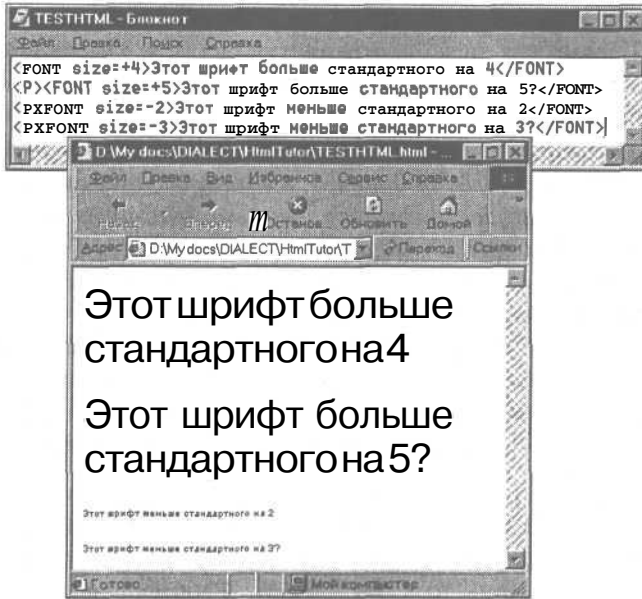 TESTHTML - Блокнот
Файл Правка Поиск Справка
<FONT size=+4>Этот шрифт больше стандартного на 4</FONT>
<P><FONT size=+5>Этот шрифт больше стандартного на 5?</FONT>
<PXFONT size=-2>Этот шрифт меньше стандартного на 2</FONT>
<PXFONT size=-3>Этот шрифт меньше стандартного на 3?</FONT>
D:\My docs\DIALECT\HtmlTutor\TESTHTML.html - ...
Файл Правка Вид Избранное Сервис Справка
Назад Вперед m Останов Обновить Домой
Адрес D:\My docs\DIALECT\HtmlTutor\T Переход Ссылки
Этот шрифт больше
стандартного на 4
Этот шрифт больше
стандартного на 5?
Этот шрифт меньше стандартного на 2
Этот шрифт меньше стандартного на 3?
Готово Мой компьютер